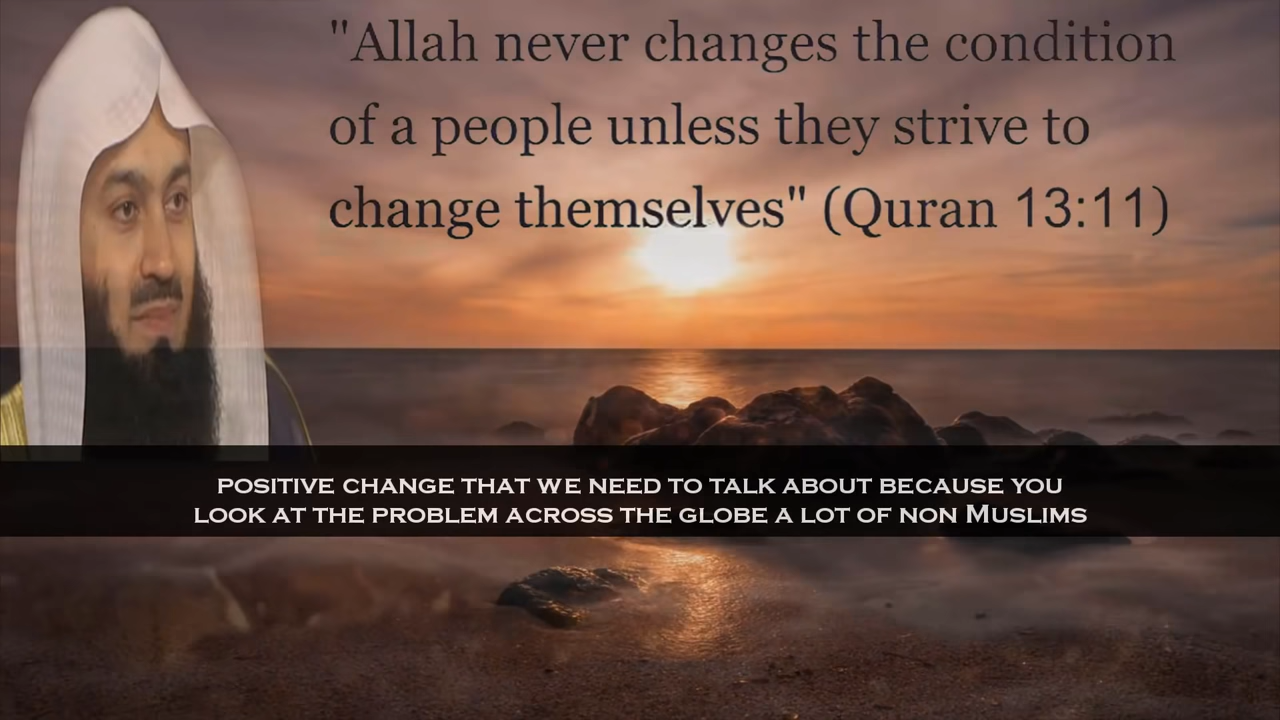 "Allah never changes the condition
of a people unless they strive to
change themselves" (Quran 13:11)
POSITIVE CHANGE THAT WE NEED TO TALK ABOUT BECAUSE YOU
LOOK AT THE PROBLEM ACROSS THE GLOBE A LOT OF NON MUSLIMS